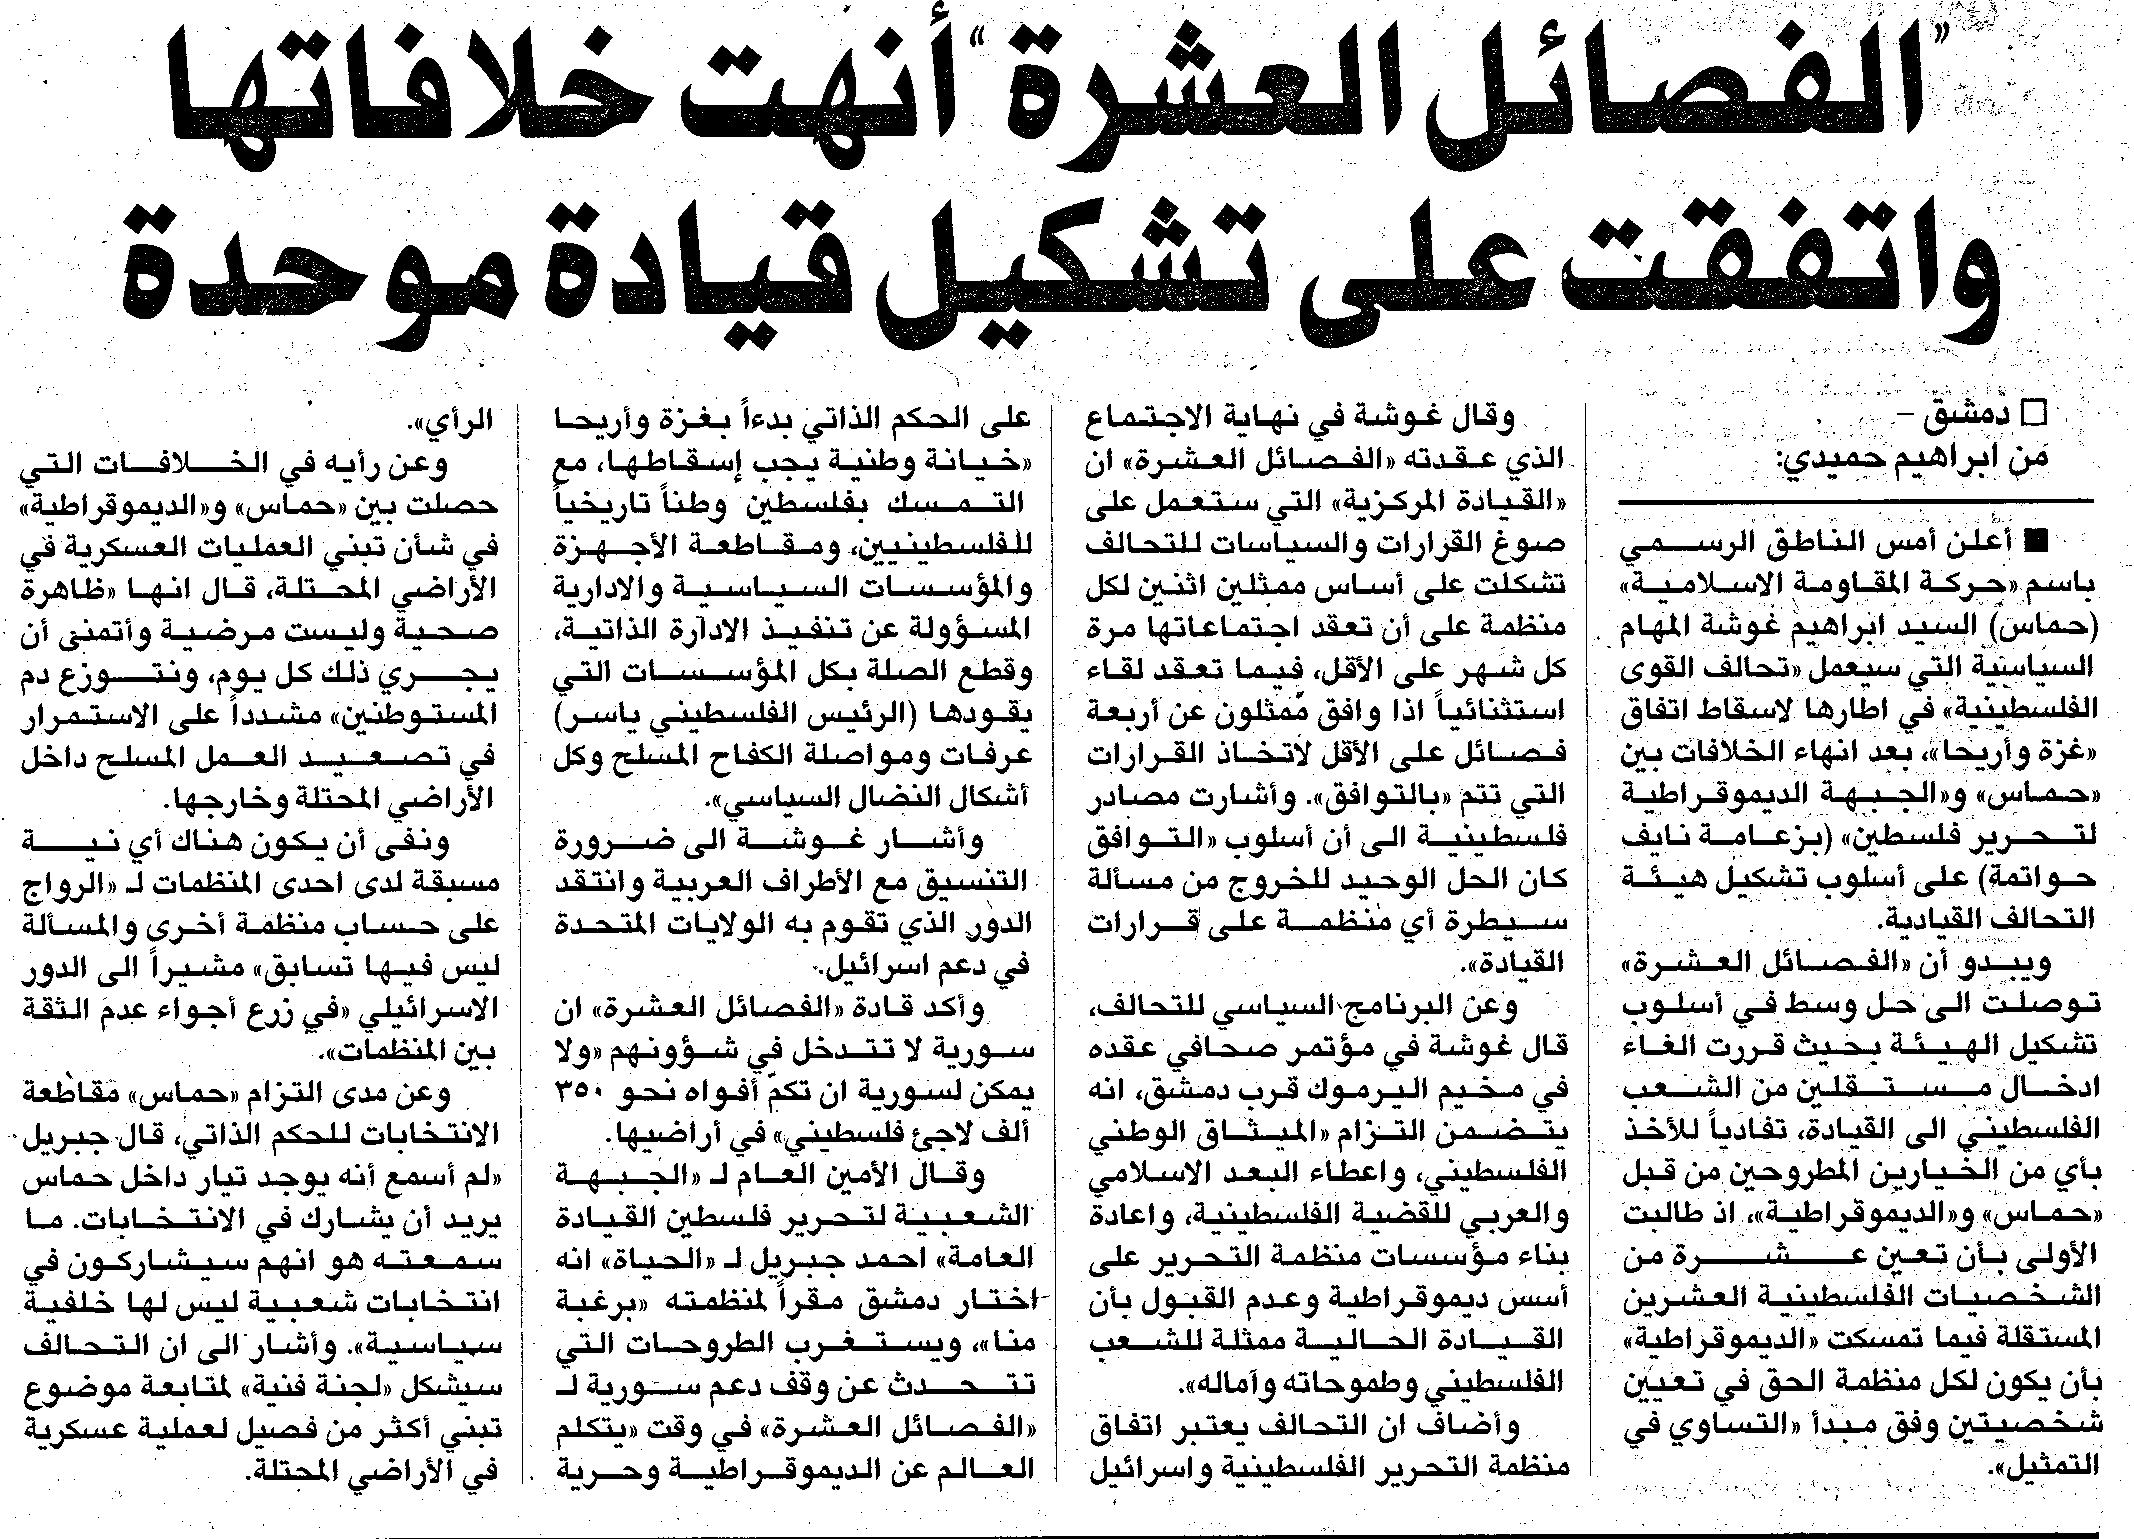 "الفصائل العشرة" أنهت خلافاتها
واتفقت على تشكيل قيادة موحدة
□ دمشق –
من ابراهيم حميدي:
■ أعلن أمس الناطق الرسمي
باسم «حركة المقاومة الاسلامية»
(حماس) السيد ابراهيم غوشة المهام
السياسية التي سيعمل «تحالف القوى
الفلسطينية» في اطارها لاسقاط اتفاق
«غزة وأريحا»، بعد انهاء الخلافات بين
«حماس» و«الجبهة الديموقراطية
لتحرير فلسطين» (بزعامة نايف
حواتمة) على أسلوب تشكيل هيئة
التحالف القيادية.
ويبدو أن «الفصائل العشرة»
توصلت الى حل وسط في أسلوب
تشكيل الهيئة بحيث قررت الغاء
ادخال مستقلين من الشعب
الفلسطيني الى القيادة، تفادياً للأخذ
بأي من الخيارين المطروحين من قبل
«حماس» و«الديموقراطية»، اذ طالبت
الأولى بأن تعين عشرة من
الشخصيات الفلسطينية العشرين
المستقلة فيما تمسكت «الديموقراطية»
بأن يكون لكل منظمة الحق في تعيين
شخصيتين وفق مبدأ «التساوي في
التمثيل».
وقال غوشة في نهاية الاجتماع
الذي عقدته «الفصائل العشرة» ان
«القيادة المركزية» التي ستعمل على
صوغ القرارات والسياسات للتحالف
تشكلت على أساس ممثلين اثنين لكل
منظمة على أن تعقد اجتماعاتها مرة
كل شهر على الأقل، فيما تعقد لقاء
استثنائياً اذا وافق ممثلون عن أربعة
فصائل على الأقل لاتخاذ القرارات
التي تتم «بالتوافق». وأشارت مصادر
فلسطينية الى أن أسلوب «التوافق
كان الحل الوحيد للخروج من مسألة
سيطرة أي منظمة على قرارات
القيادة».
وعن البرنامج السياسي للتحالف،
قال غوشة في مؤتمر صحافي عقده
في مخيم اليرموك قرب دمشق، انه
يتضمن التزام «الميثاق الوطني
الفلسطيني، واعطاء البعد الاسلامي
والعربي للقضية الفلسطينية، واعادة
بناء مؤسسات منظمة التحرير على
أسس ديموقراطية وعدم القبول بأن
القيادة الحالية ممثلة للشعب
الفلسطيني وطموحاته وأماله».
وأضاف ان التحالف يعتبر اتفاق
منظمة التحرير الفلسطينية واسرائيل
على الحكم الذاتي بدءاً بغزة وأريحا
«خيانة وطنية يجب إسقاطها، مع
التمسك بفلسطين وطناً تاريخياً
للفلسطينيين، ومقاطعة الأجهزة
والمؤسسات السياسية والادارية
المسؤولة عن تنفيذ الادارة الذاتية،
وقطع الصلة بكل المؤسسات التي
يقودها (الرئيس الفلسطيني ياسر)
عرفات ومواصلة الكفاح المسلح وكل
أشكال النضال السياسي».
وأشار غوشة الى ضرورة
التنسيق مع الأطراف العربية وانتقد
الدور الذي تقوم به الولايات المتحدة
في دعم اسرائيل.
وأكد قادة «الفصائل العشرة» ان
سورية لا تتدخل في شؤونهم «ولا
يمكن لسورية ان تكمّ أفواه نحو ٣٥٠
ألف لاجئ فلسطيني» في أراضيها.
وقال الأمين العام لـ «الجبهة
الشعبية لتحرير فلسطين القيادة
العامة» احمد جبريل لـ «الحياة» انه
اختار دمشق مقراً لمنظمته «برغبة
منا»، ويستغرب الطروحات التي
تتحدث عن وقف دعم سورية لـ
«الفصائل العشرة» في وقت «يتكلم
العالم عن الديموقراطية وحرية
الرأي».
وعن رأيه في الخلافات التي
حصلت بين «حماس» و«الديموقراطية»
في شأن تبني العمليات العسكرية في
الأراضي المحتلة، قال انها «ظاهرة
صحية وليست مرضية وأتمنى أن
يجري ذلك كل يوم، ونتوزع دم
المستوطنين» مشدداً على الاستمرار
في تصعيد العمل المسلح داخل
الأراضي المحتلة وخارجها.
ونفى أن يكون هناك أي نية
مسبقة لدى احدى المنظمات لـ «الرواج
على حساب منظمة أخرى والمسألة
ليس فيها تسابق» مشيراً الى الدور
الاسرائيلي «في زرع أجواء عدم الثقة
بين المنظمات».
وعن مدى التزام «حماس» مقاطعة
الانتخابات للحكم الذاتي، قال جبريل
«لم أسمع أنه يوجد تيار داخل حماس
يريد أن يشارك في الانتخابات. ما
سمعته هو انهم سيشاركون في
انتخابات شعبية ليس لها خلفية
سياسية». وأشار الى ان التحالف
سيشكل «لجنة فنية» لمتابعة موضوع
تبني أكثر من فصيل لعملية عسكرية
في الأراضي المحتلة.